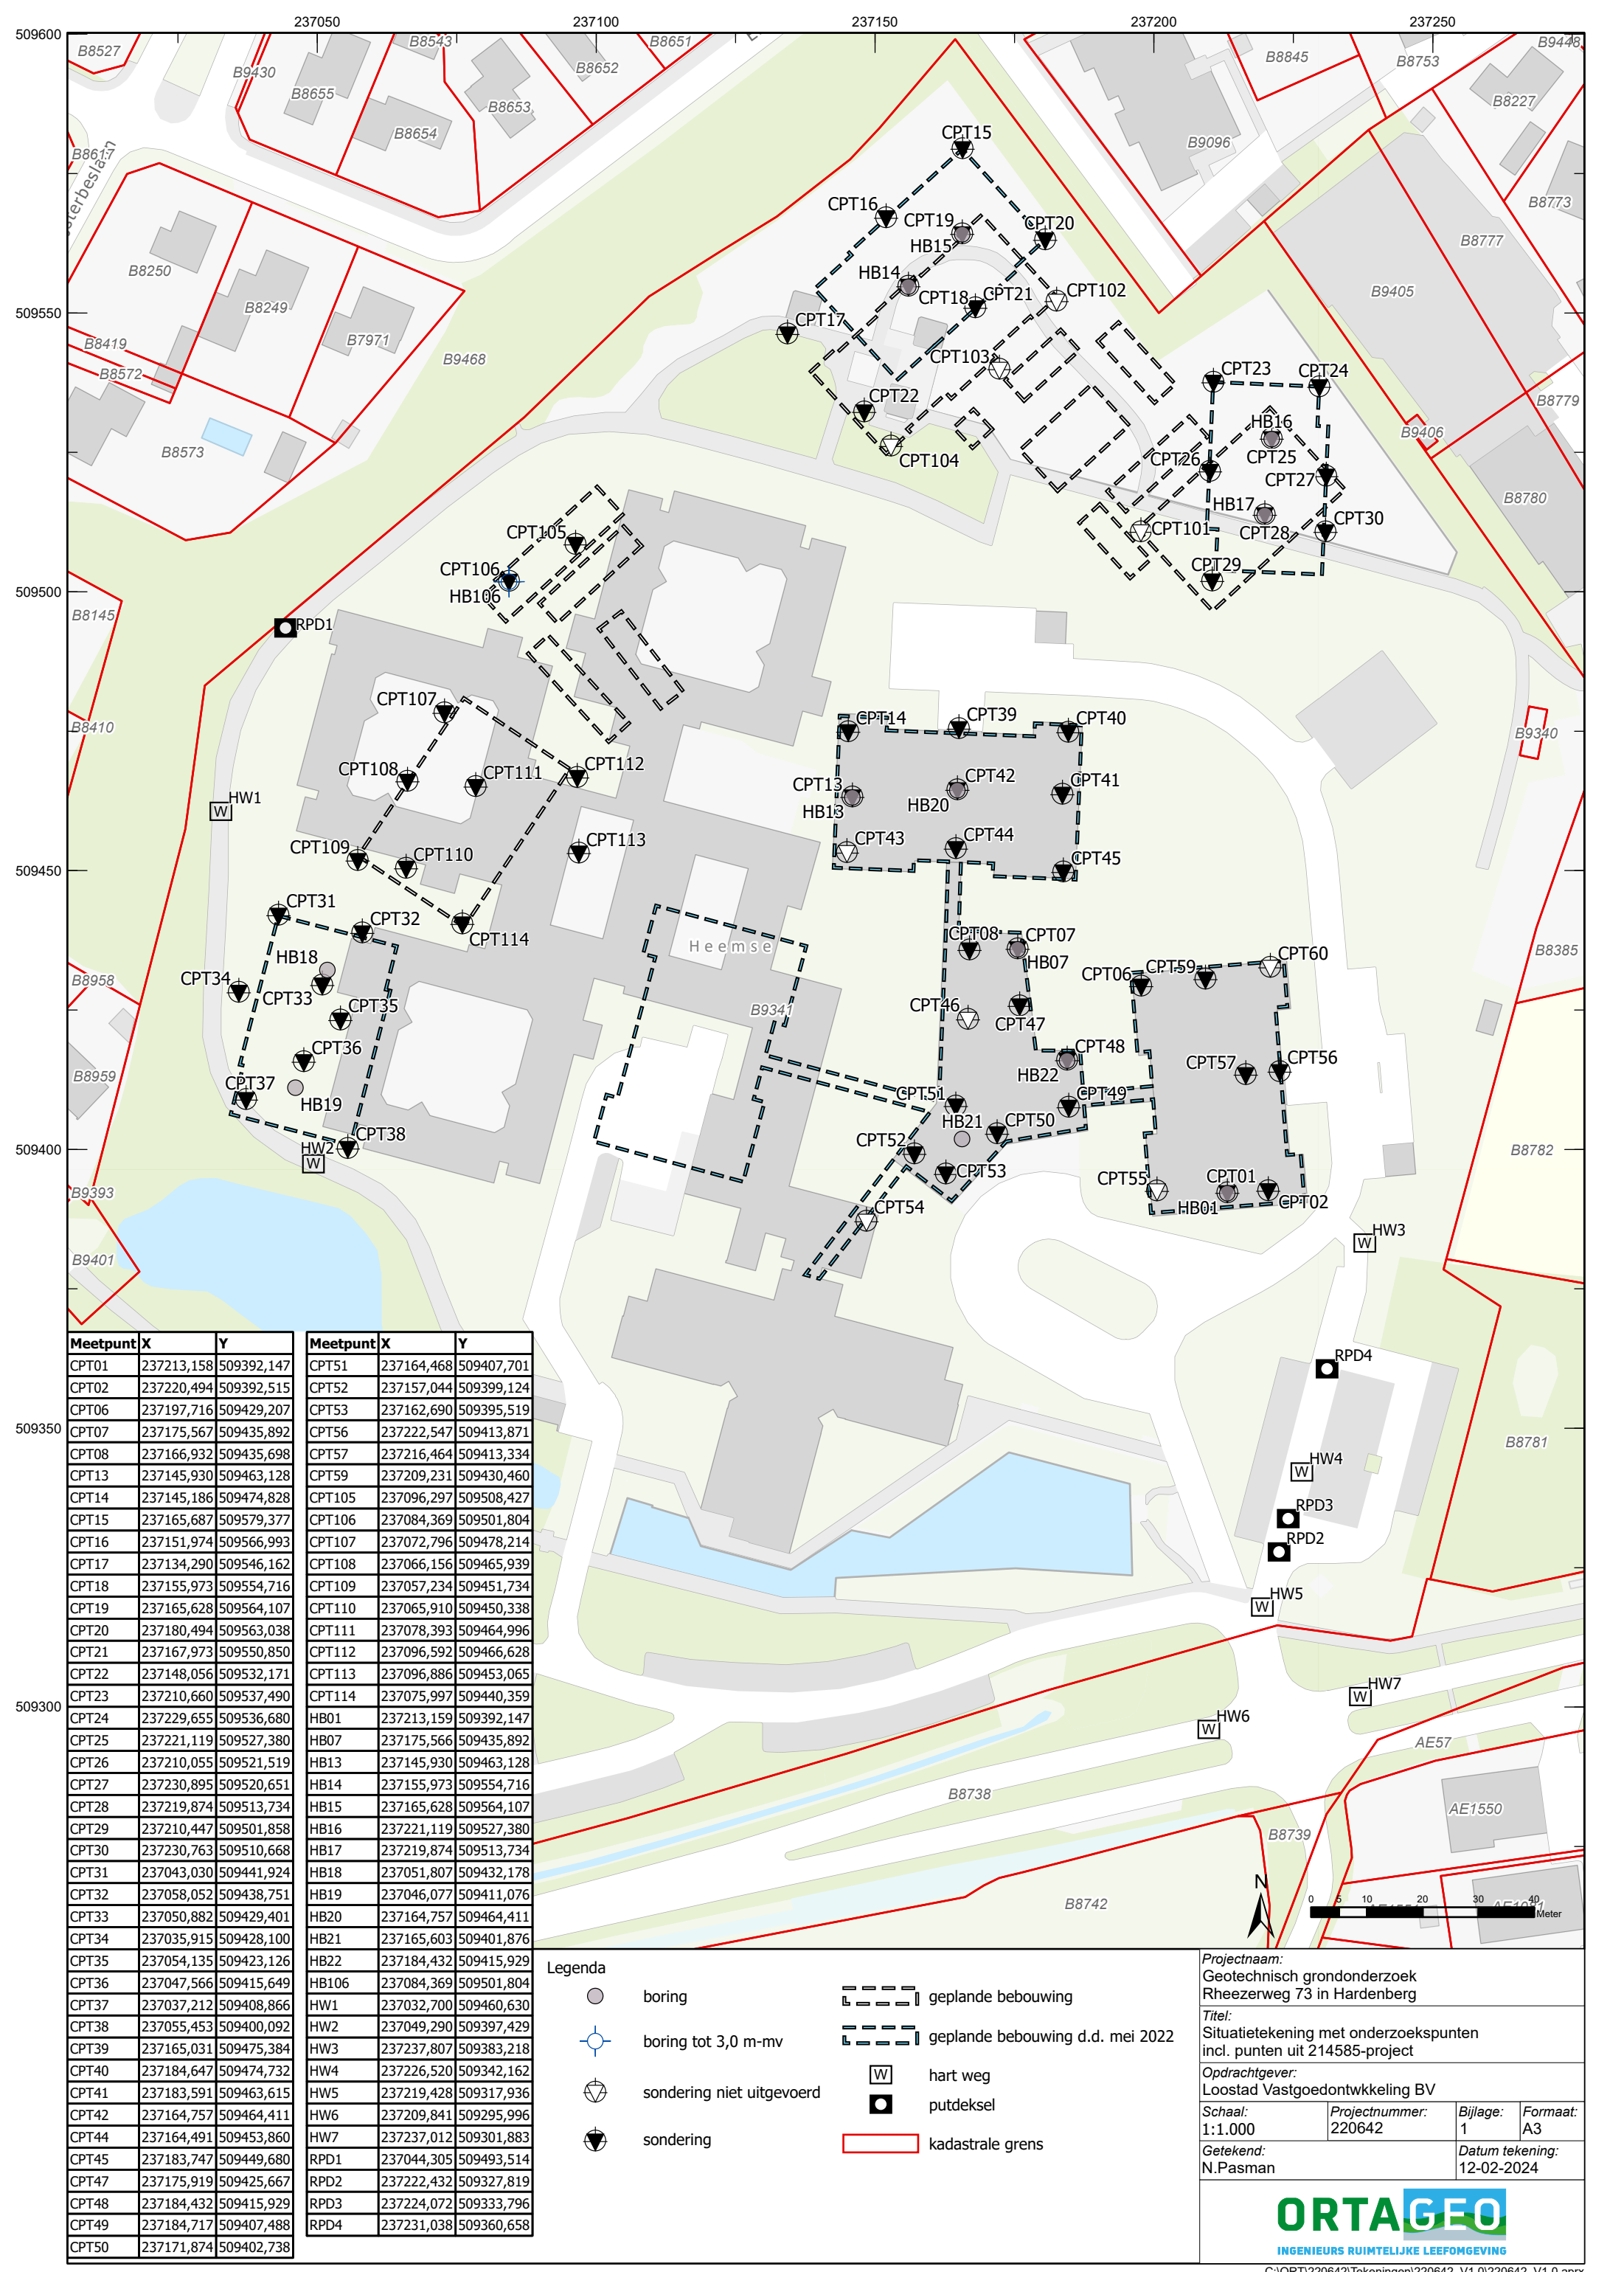 237050 237100 237150 237200 237250
509600
509550
509500
509450
509400
509350
509300
B8527
B9430
B8655
B8543
B8654
B8653
B8652
B8651
B8845
B8753
B9448
B8227
B9096
B8773
B8777
B9405
B8779
B9406
B8780
B8250
B8249
B7971
B8419
B8572
B8573
B9468
B8145
B8410
B8958
B8959
B9393
B9401
B9340
B8385
B8782
B8781
B9341
Heemse
B8738
B8739
B8742
AE57
AE1550
CPT15
CPT16
CPT19
HB15
CPT20
HB14
CPT18
CPT21
CPT102
CPT17
CPT103
CPT22
CPT104
CPT23
CPT24
HB16
CPT25
CPT26
CPT27
HB17
CPT28
CPT30
CPT101
CPT29
CPT105
CPT106
HB106
RPD1
CPT107
CPT108
CPT111
CPT112
CPT109
CPT110
CPT113
CPT114
HW1
CPT31
CPT32
HB18
CPT34
CPT33
CPT35
CPT36
CPT37
HB19
CPT38
HW2
CPT14
CPT39
CPT40
CPT13
HB13
CPT42
HB20
CPT41
CPT43
CPT44
CPT45
CPT08
CPT07
HB07
CPT46
CPT47
CPT48
HB22
CPT49
CPT51
HB21
CPT50
CPT52
CPT53
CPT54
CPT06
CPT59
CPT60
CPT57
CPT56
CPT55
CPT01
HB01
CPT02
HW3
RPD4
HW4
RPD3
RPD2
HW5
HW6
HW7
Meetpunt X Y
CPT01 237213,158 509392,147
CPT02 237220,494 509392,515
CPT06 237197,716 509429,207
CPT07 237175,567 509435,892
CPT08 237166,932 509435,698
CPT13 237145,930 509463,128
CPT14 237145,186 509474,828
CPT15 237165,687 509579,377
CPT16 237151,974 509566,993
CPT17 237134,290 509546,162
CPT18 237155,973 509554,716
CPT19 237165,628 509564,107
CPT20 237180,494 509563,038
CPT21 237167,973 509550,850
CPT22 237148,056 509532,171
CPT23 237210,660 509537,490
CPT24 237229,655 509536,680
CPT25 237221,119 509527,380
CPT26 237210,055 509521,519
CPT27 237230,895 509520,651
CPT28 237219,874 509513,734
CPT29 237210,447 509501,858
CPT30 237230,763 509510,668
CPT31 237043,030 509441,924
CPT32 237058,052 509438,751
CPT33 237050,882 509429,401
CPT34 237035,915 509428,100
CPT35 237054,135 509423,126
CPT36 237047,566 509415,649
CPT37 237037,212 509408,866
CPT38 237055,453 509400,092
CPT39 237165,031 509475,384
CPT40 237184,647 509474,732
CPT41 237183,591 509463,615
CPT42 237164,757 509464,411
CPT44 237164,491 509453,860
CPT45 237183,747 509449,680
CPT47 237175,919 509425,667
CPT48 237184,432 509415,929
CPT49 237184,717 509407,488
CPT50 237171,874 509402,738
Meetpunt X Y
CPT51 237164,468 509407,701
CPT52 237157,044 509399,124
CPT53 237162,690 509395,519
CPT56 237222,547 509413,871
CPT57 237216,464 509413,334
CPT59 237209,231 509430,460
CPT105 237096,297 509508,427
CPT106 237084,369 509501,804
CPT107 237072,796 509478,214
CPT108 237066,156 509465,939
CPT109 237057,234 509451,734
CPT110 237065,910 509450,338
CPT111 237078,393 509464,996
CPT112 237096,592 509466,628
CPT113 237096,886 509453,065
CPT114 237075,997 509440,359
HB01 237213,159 509392,147
HB07 237175,566 509435,892
HB13 237145,930 509463,128
HB14 237155,973 509554,716
HB15 237165,628 509564,107
HB16 237221,119 509527,380
HB17 237219,874 509513,734
HB18 237051,807 509432,178
HB19 237046,077 509411,076
HB20 237164,757 509464,411
HB21 237165,603 509401,876
HB22 237184,432 509415,929
HB106 237084,369 509501,804
HW1 237032,700 509460,630
HW2 237049,290 509397,429
HW3 237237,807 509383,218
HW4 237226,520 509342,162
HW5 237219,428 509317,936
HW6 237209,841 509295,996
HW7 237237,012 509301,883
RPD1 237044,305 509493,514
RPD2 237222,432 509327,819
RPD3 237224,072 509333,796
RPD4 237231,038 509360,658
N
0 5 10 20 30 40
Meter
Legenda
boring
boring tot 3,0 m-mv
sondering niet uitgevoerd
sondering
geplande bebouwing
geplande bebouwing d.d. mei 2022
W hart weg
putdeksel
kadastrale grens
Projectnaam:
Geotechnisch grondonderzoek
Rheezerweg 73 in Hardenberg
Titel:
Situatietekening met onderzoekspunten
incl. punten uit 214585-project
Opdrachtgever:
Loostad Vastgoedontwkkeling BV
Schaal: Projectnummer: Bijlage: Formaat:
1:1.000 220642 1 A3
Getekend: Datum tekening:
N.Pasman 12-02-2024
ORTAGEO
INGENIEURS RUIMTELIJKE LEEFOMGEVING